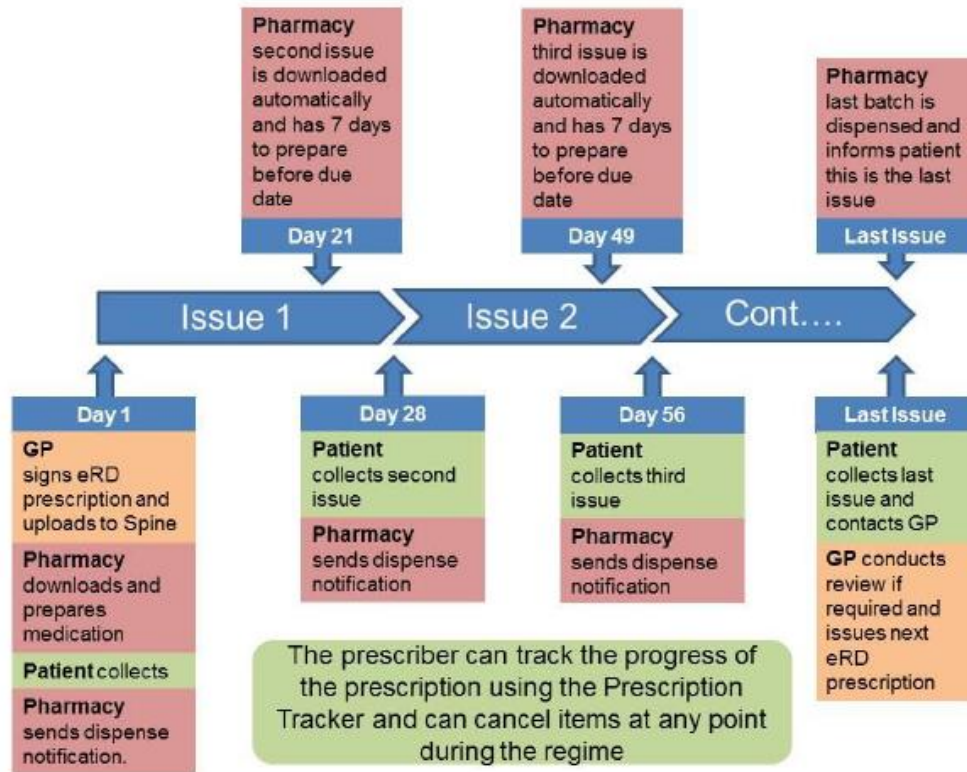 Pharmacy
second issue
is downloaded
automatically
and has 7 days
to prepare
before due
date
Day 21
Pharmacy
third issue is
downloaded
automatically
and has 7 days
to prepare
before due
date
Day 49
Pharmacy
last batch is
dispensed and
informs patient
this is the last
issue
Last Issue
Issue 1
Issue 2
Cont....
Day 1
GP
signs eRD
prescription and
uploads to Spine
Pharmacy
downloads and
prepares
medication
Patient collects
Pharmacy
sends dispense
notification.
Day 28
Patient
collects second
issue
Pharmacy
sends dispense
notification
Day 56
Patient
collects third
issue
Pharmacy
sends dispense
notification
Last Issue
Patient
collects last
issue and
contacts GP
GP conducts
review if
required and
issues next
eRD
prescription
The prescriber can track the progress of
the prescription using the Prescription
Tracker and can cancel items at any point
during the regime